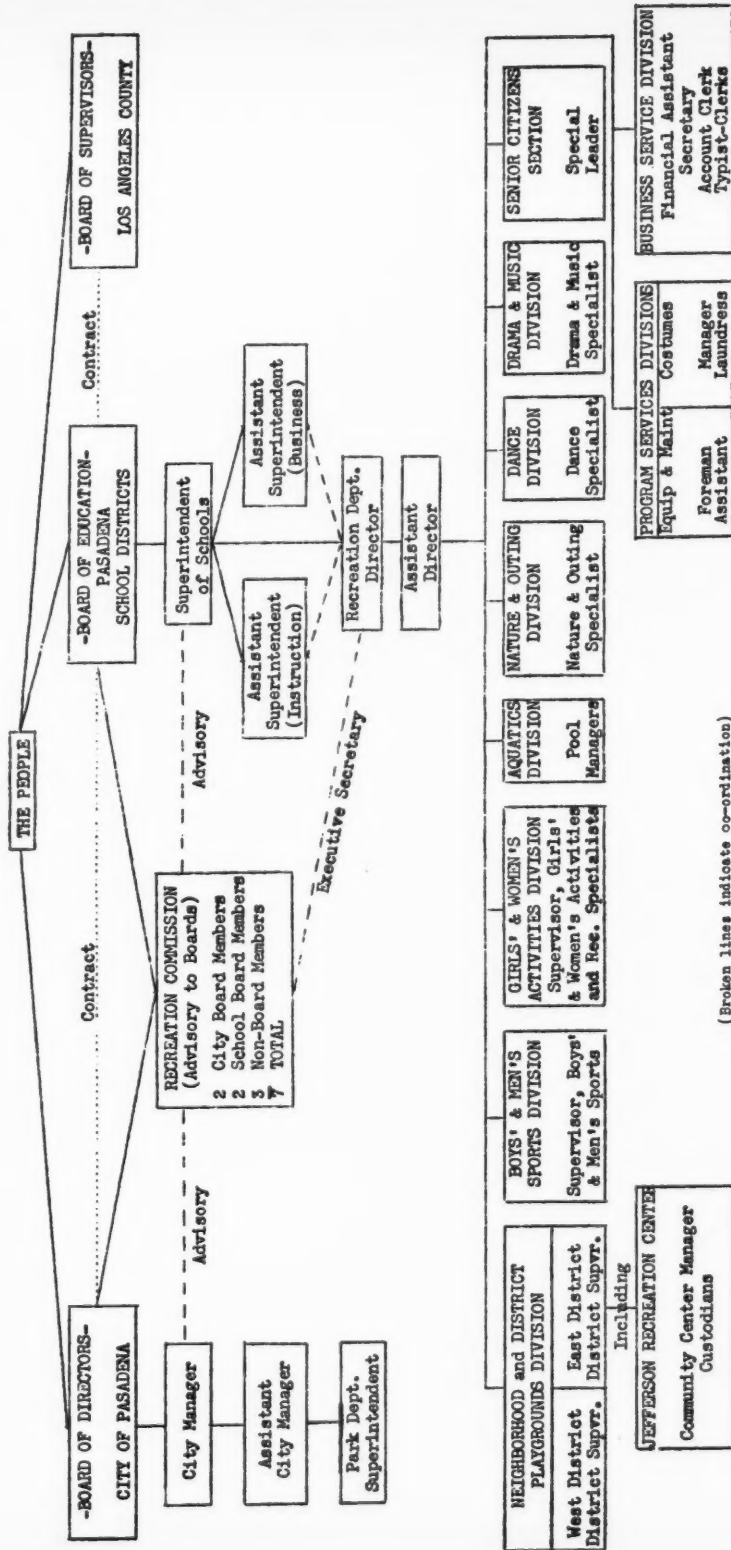 THE PEOPLE
-BOARD OF DIRECTORS-
CITY OF PASADENA
Contract
-BOARD OF EDUCATION-
PASADENA
SCHOOL DISTRICTS
Contract
-BOARD OF SUPERVISORS-
LOS ANGELES COUNTY
City Manager
Advisory
RECREATION COMMISSION
(Advisory to Boards)
2 City Board Members
2 School Board Members
3 Non-Board Members
7 TOTAL
Advisory
Superintendent
of Schools
Assistant
City Manager
Assistant
Superintendent
(Instruction)
Assistant
Superintendent
(Business)
Park Dept.
Superintendent
Executive Secretary
Recreation Dept.
Director
Assistant
Director
NEIGHBORHOOD and DISTRICT
PLAYGROUNDS DIVISION
West District
District Supvr.
East District
District Supvr.
Including
JEFFERSON RECREATION CENTER
Community Center Manager
Custodians
BOYS' & MEN'S
SPORTS DIVISION
Supervisor, Boys'
& Men's Sports
GIRLS' & WOMEN'S
ACTIVITIES DIVISION
Supervisor, Girls'
& Women's Activities
and Rec. Specialists
AQUATICS
DIVISION
Pool
Managers
NATURE & OUTING
DIVISION
Nature & Outing
Specialist
DANCE
DIVISION
Dance
Specialist
DRAMA & MUSIC
DIVISION
Drama & Music
Specialist
SENIOR CITIZENS
SECTION
Special
Leader
PROGRAM SERVICES DIVISIONS
Equip & Maint
Foreman
Assistant
Costumes
Manager
Laundress
BUSINESS SERVICE DIVISION
Financial Assistant
Secretary
Account Clerk
Typist-Clerks
(Broken lines indicate co-ordination)